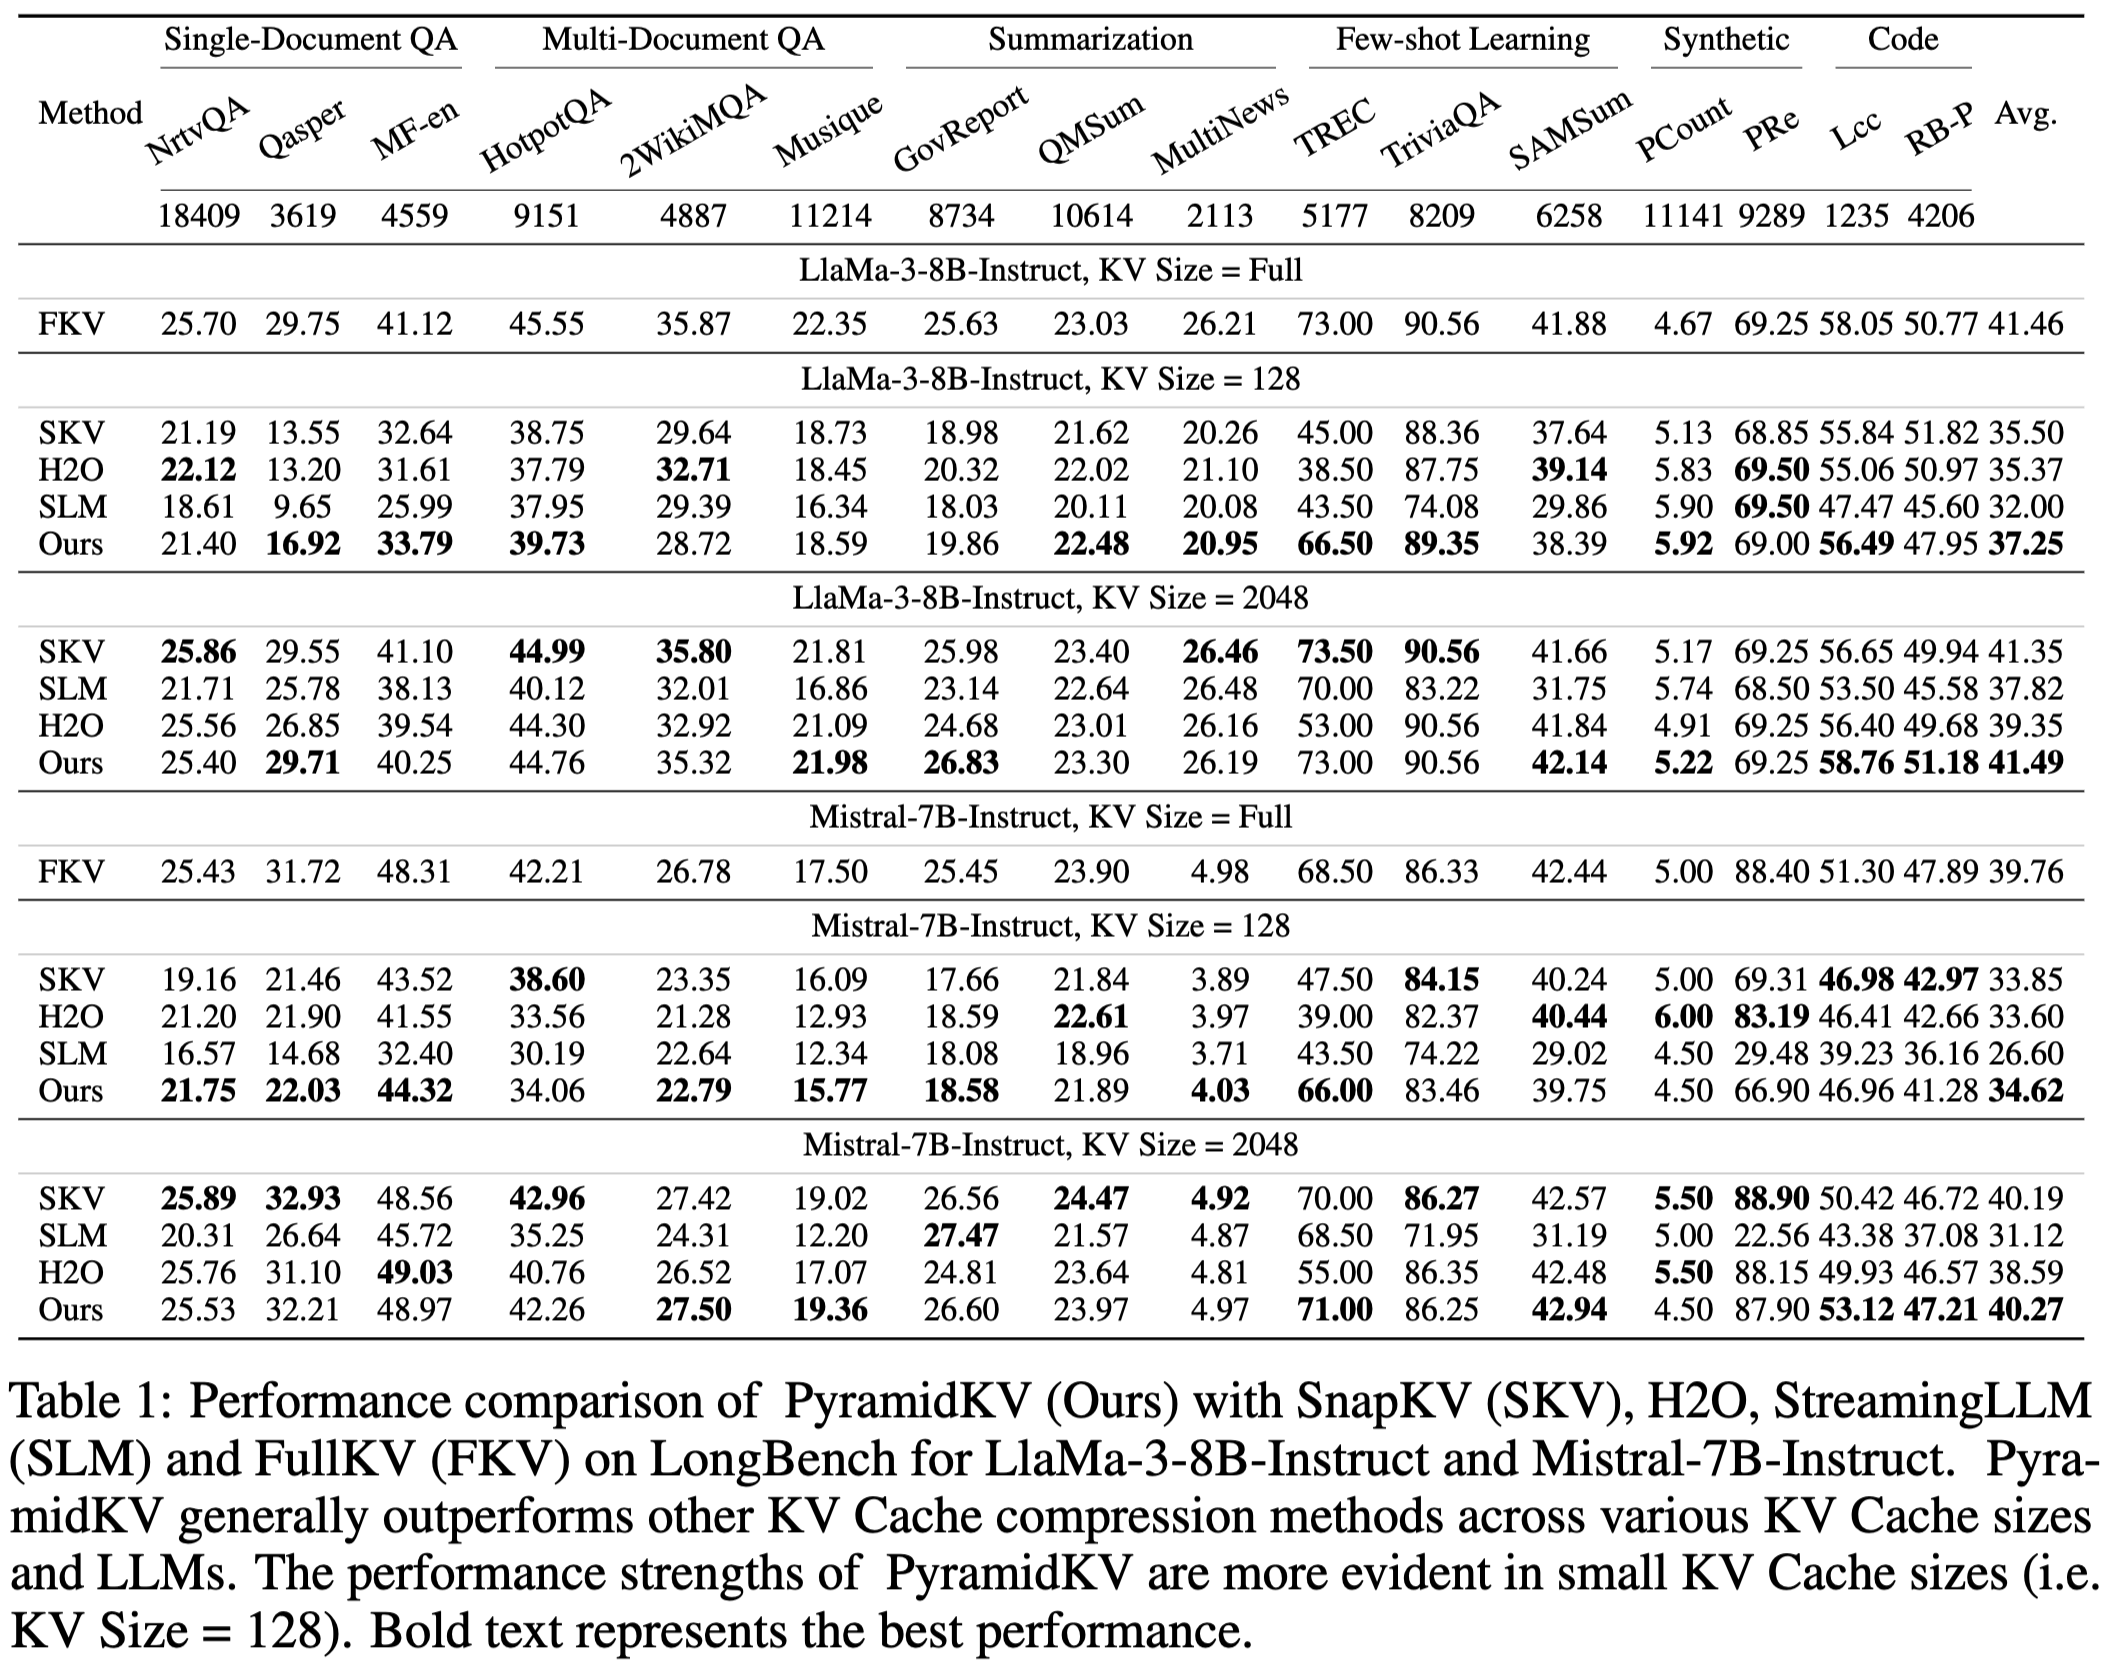 Single-Document QA Multi-Document QA Summarization Few-shot Learning Synthetic Code
Method NrtvQA Qasper MF-en HotpotQA 2WikiMQA Musique GovReport QMSum MultiNews TREC TriviaQA SAMSum PCount PRe Lcc RB-P Avg.
18409 3619 4559 9151 4887 11214 8734 10614 2113 5177 8209 6258 11141 9289 1235 4206
LlaMa-3-8B-Instruct, KV Size = Full
FKV 25.70 29.75 41.12 45.55 35.87 22.35 25.63 23.03 26.21 73.00 90.56 41.88 4.67 69.25 58.05 50.77 41.46
LlaMa-3-8B-Instruct, KV Size = 128
SKV 21.19 13.55 32.64 38.75 29.64 18.73 18.98 21.62 20.26 45.00 88.36 37.64 5.13 68.85 55.84 51.82 35.50
H2O 22.12 13.20 31.61 37.79 32.71 18.45 20.32 22.02 21.10 38.50 87.75 39.14 5.83 69.50 55.06 50.97 35.37
SLM 18.61 9.65 25.99 37.95 29.39 16.34 18.03 20.11 20.08 43.50 74.08 29.86 5.90 69.50 47.47 45.60 32.00
Ours 21.40 16.92 33.79 39.73 28.72 18.59 19.86 22.48 20.95 66.50 89.35 38.39 5.92 69.00 56.49 47.95 37.25
LlaMa-3-8B-Instruct, KV Size = 2048
SKV 25.86 29.55 41.10 44.99 35.80 21.81 25.98 23.40 26.46 73.50 90.56 41.66 5.17 69.25 56.65 49.94 41.35
SLM 21.71 25.78 38.13 40.12 32.01 16.86 23.14 22.64 26.48 70.00 83.22 31.75 5.74 68.50 53.50 45.58 37.82
H2O 25.56 26.85 39.54 44.30 32.92 21.09 24.68 23.01 26.16 53.00 90.56 41.84 4.91 69.25 56.40 49.68 39.35
Ours 25.40 29.71 40.25 44.76 35.32 21.98 26.83 23.30 26.19 73.00 90.56 42.14 5.22 69.25 58.76 51.18 41.49
Mistral-7B-Instruct, KV Size = Full
FKV 25.43 31.72 48.31 42.21 26.78 17.50 25.45 23.90 4.98 68.50 86.33 42.44 5.00 88.40 51.30 47.89 39.76
Mistral-7B-Instruct, KV Size = 128
SKV 19.16 21.46 43.52 38.60 23.35 16.09 17.66 21.84 3.89 47.50 84.15 40.24 5.00 69.31 46.98 42.97 33.85
H2O 21.20 21.90 41.55 33.56 21.28 12.93 18.59 22.61 3.97 39.00 82.37 40.44 6.00 83.19 46.41 42.66 33.60
SLM 16.57 14.68 32.40 30.19 22.64 12.34 18.08 18.96 3.71 43.50 74.22 29.02 4.50 29.48 39.23 36.16 26.60
Ours 21.75 22.03 44.32 34.06 22.79 15.77 18.58 21.89 4.03 66.00 83.46 39.75 4.50 66.90 46.96 41.28 34.62
Mistral-7B-Instruct, KV Size = 2048
SKV 25.89 32.93 48.56 42.96 27.42 19.02 26.56 24.47 4.92 70.00 86.27 42.57 5.50 88.90 50.42 46.72 40.19
SLM 20.31 26.64 45.72 35.25 24.31 12.20 27.47 21.57 4.87 68.50 71.95 31.19 5.00 22.56 43.38 37.08 31.12
H2O 25.76 31.10 49.03 40.76 26.52 17.07 24.81 23.64 4.81 55.00 86.35 42.48 5.50 88.15 49.93 46.57 38.59
Ours 25.53 32.21 48.97 42.26 27.50 19.36 26.60 23.97 4.97 71.00 86.25 42.94 4.50 87.90 53.12 47.21 40.27
Table 1: Performance comparison of PyramidKV (Ours) with SnapKV (SKV), H2O, StreamingLLM
(SLM) and FullKV (FKV) on LongBench for LlaMa-3-8B-Instruct and Mistral-7B-Instruct. Pyra-
midKV generally outperforms other KV Cache compression methods across various KV Cache sizes
and LLMs. The performance strengths of PyramidKV are more evident in small KV Cache sizes (i.e.
KV Size = 128). Bold text represents the best performance.